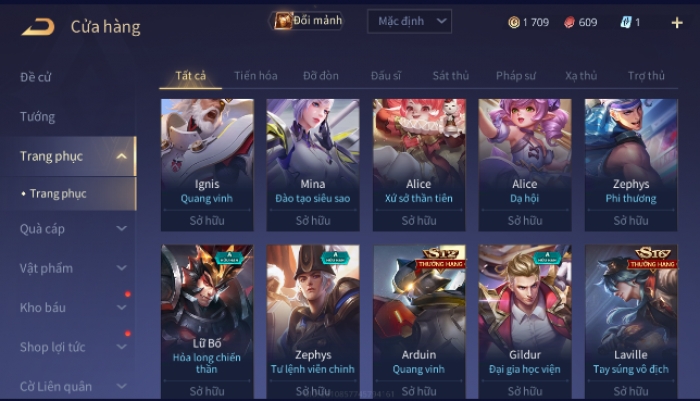 Cửa hàng
Đổi mảnh
Mặc định
1 709
609
1
Đề cử
Tướng
Trang phục
Trang phục
Quà cáp
Vật phẩm
Kho báu
Shop lợi tức
Cờ Liên quân
Tất cả Tiến hóa Đỡ đòn Đấu sĩ Sát thủ Pháp sư Xạ thủ Trợ thủ
Ignis
Quang vinh
Sở hữu
Mina
Đào tạo siêu sao
Sở hữu
Alice
Xứ sở thần tiên
Sở hữu
Alice
Dạ hội
Sở hữu
Zephys
Phi thường
Sở hữu
A
Lữ Bố
Hỏa long chiến
thần
Sở hữu
A
Zephys
Tư lệnh viễn chinh
Sở hữu
THƯỞNG HẠNG
Arduin
Quang vinh
Sở hữu
A
Gildur
Đại gia học viện
Sở hữu
S16
THƯỞNG HẠNG
Laville
Tay súng vô địch
Sở hữu